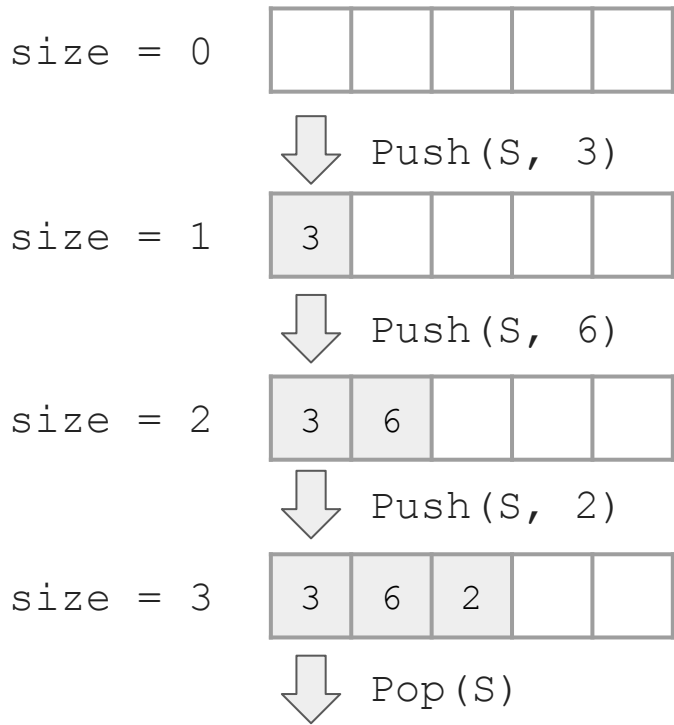 size = 0
Push(S, 3)
size = 1 3
Push(S, 6)
size = 2 3 6
Push(S, 2)
size = 3 3 6 2
Pop(S)